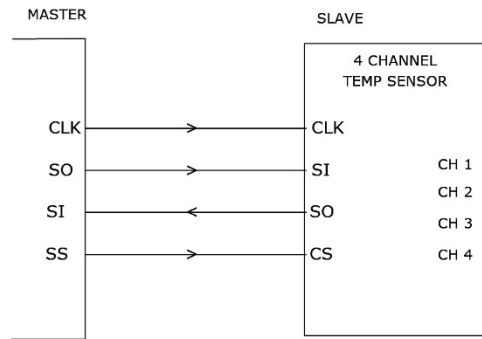 MASTER
SLAVE
4 CHANNEL
TEMP SENSOR
CLK
CLK
SO
SI
CH 1
CH 2
SI
SO
CH 3
SS
CS
CH 4